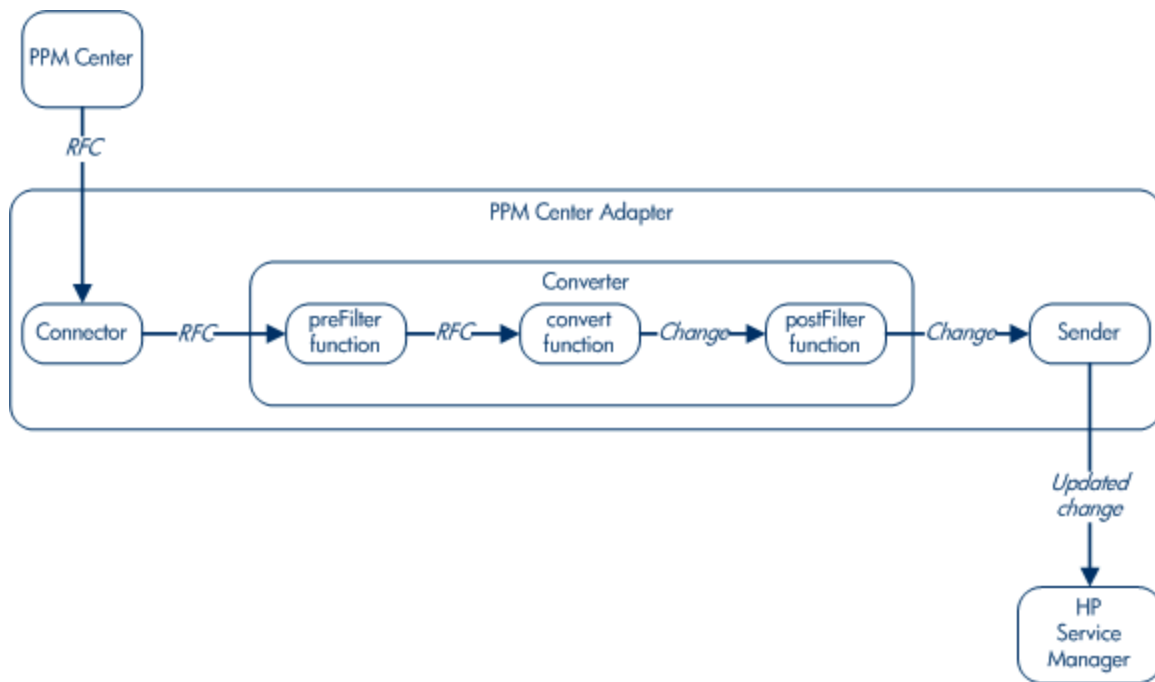 PPM Center
RFC
PPM Center Adapter
Converter
Connector
RFC
preFilter
function
RFC
convert
function
Change
postFilter
function
Change
Sender
Updated
change
HP
Service
Manager